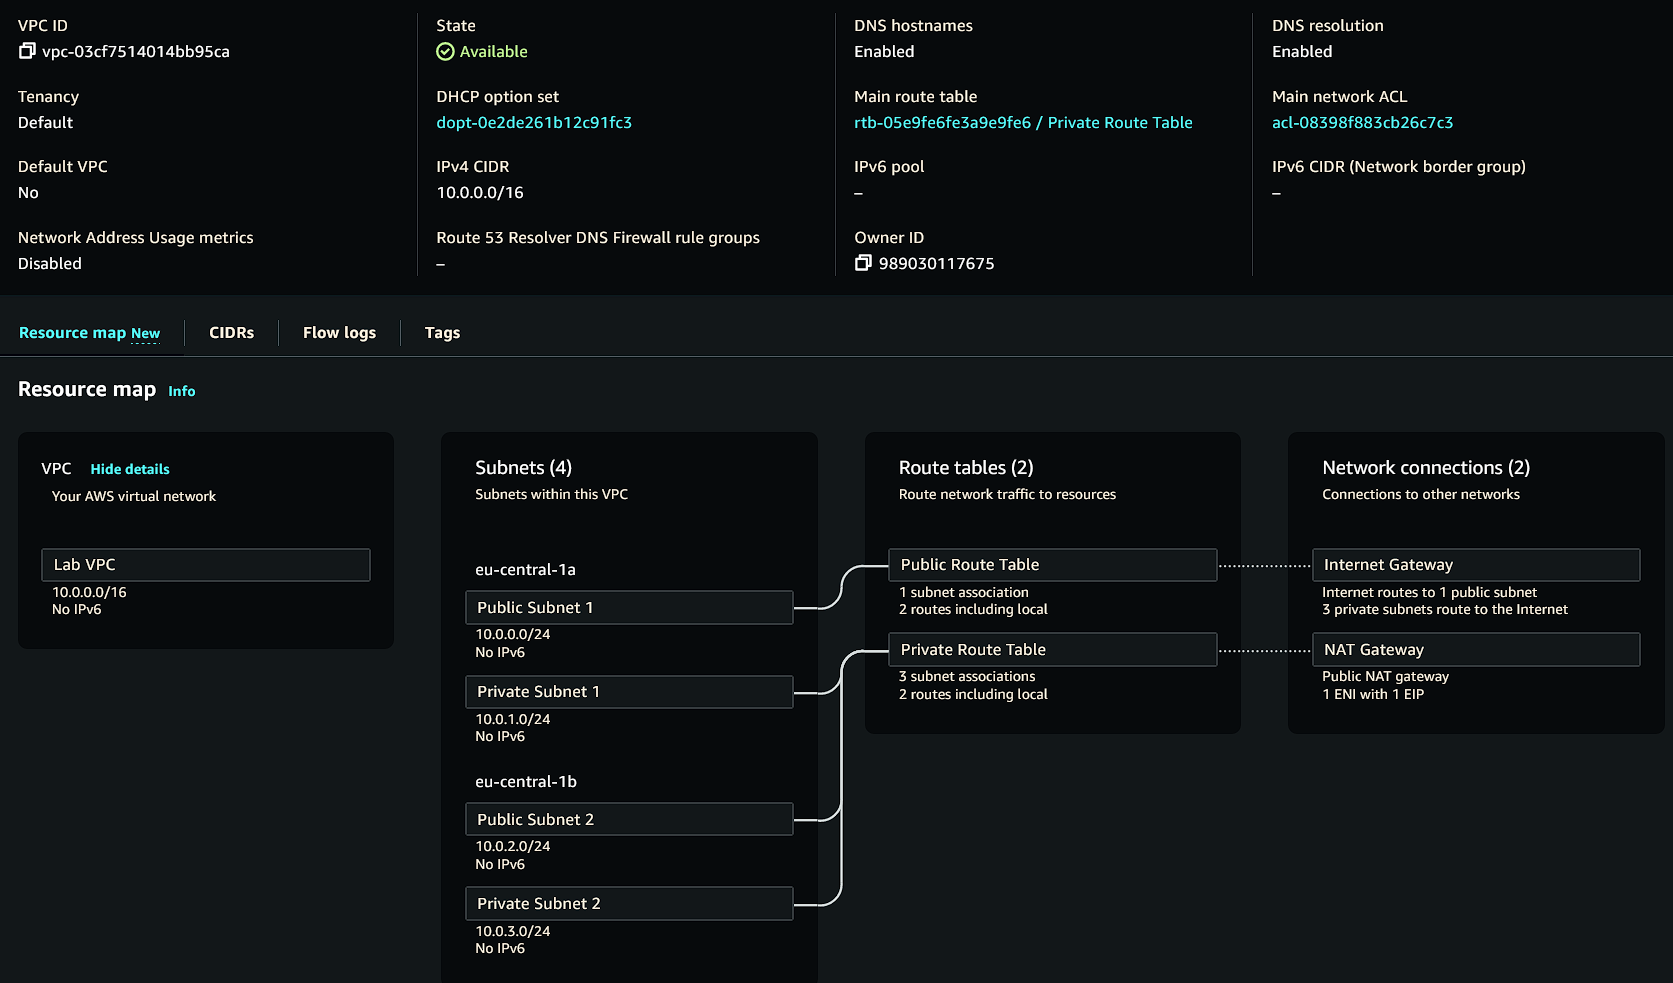 VPC ID
vpc-03cf7514014bb95ca
State
Available
DNS hostnames
Enabled
DNS resolution
Enabled
Tenancy
Default
DHCP option set
dopt-0e2de261b12c91fc3
Main route table
rtb-05e9fe6fe3a9e9fe6 / Private Route Table
Main network ACL
acl-08398f883cb26c7c3
Default VPC
No
IPv4 CIDR
10.0.0.0/16
IPv6 pool
–
IPv6 CIDR (Network border group)
–
Network Address Usage metrics
Disabled
Route 53 Resolver DNS Firewall rule groups
–
Owner ID
989030117675
Resource map New
CIDRs
Flow logs
Tags
Resource map Info
VPC Hide details
Your AWS virtual network
Lab VPC
10.0.0.0/16
No IPv6
Subnets (4)
Subnets within this VPC
eu-central-1a
Public Subnet 1
10.0.0.0/24
No IPv6
Private Subnet 1
10.0.1.0/24
No IPv6
eu-central-1b
Public Subnet 2
10.0.2.0/24
No IPv6
Private Subnet 2
10.0.3.0/24
No IPv6
Route tables (2)
Route network traffic to resources
Public Route Table
1 subnet association
2 routes including local
Private Route Table
3 subnet associations
2 routes including local
Network connections (2)
Connections to other networks
Internet Gateway
Internet routes to 1 public subnet
3 private subnets route to the Internet
NAT Gateway
Public NAT gateway
1 ENI with 1 EIP